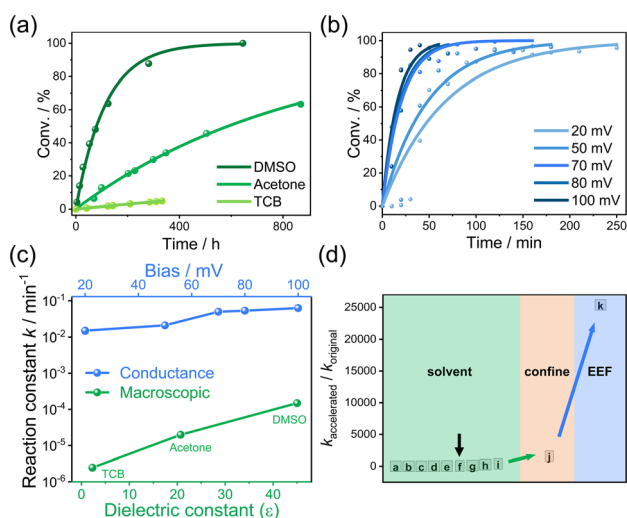 (a)
100
80
60
40
20
0
Conv. / %
DMSO
Acetone
TCB
0 400 800
Time / h
(b)
100
80
60
40
20
0
Conv. / %
20 mV
50 mV
70 mV
80 mV
100 mV
0 50 100 150 200 250
Time / min
(c)
Bias / mV
20 40 60 80 100
10⁻¹
10⁻²
10⁻³
10⁻⁴
10⁻⁵
10⁻⁶
Reaction constant k / min⁻¹
Conductance
Macroscopic
TCB
Acetone
DMSO
0 10 20 30 40
Dielectric constant (ε)
(d)
25000
20000
15000
10000
5000
0
k accelerated / k original
solvent confine EEF
a b c d e f g h i j k